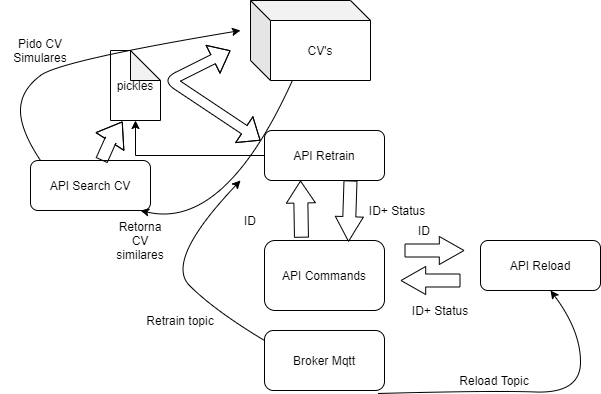 Pido CV
Simulares
CV's
pickles
API Retrain
API Search CV
ID
ID+ Status
Retorna
CV
similares
ID
API Commands
API Reload
ID+ Status
Retrain topic
Broker Mqtt
Reload Topic